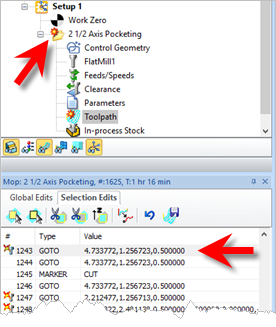 Setup 1
Work Zero
2 1/2 Axis Pocketing
Control Geometry
FlatMill1
Feeds/Speeds
Clearance
Parameters
Toolpath
In-process Stock
Mop: 2 1/2 Axis Pocketing, #:1625, T:1 hr 16 min
Global Edits Selection Edits
# Type Value
1243 GOTO 4.733772,1.256723,0.500000
1244 GOTO 4.733772,1.256723,0.500000
1245 MARKER CUT
1246 GOTO 4.733772,1.256723,0.500000
1247 GOTO 2.212477,1.260713,0.500000
1248